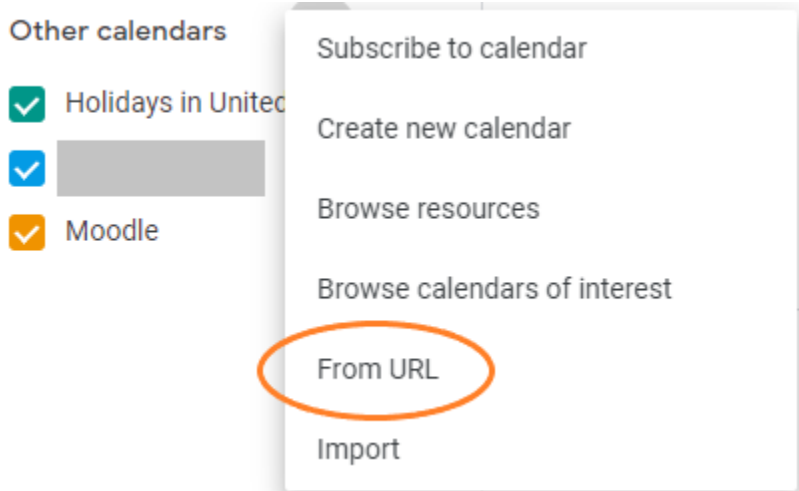 Other calendars
Holidays in United
Moodle
Subscribe to calendar
Create new calendar
Browse resources
Browse calendars of interest
From URL
Import